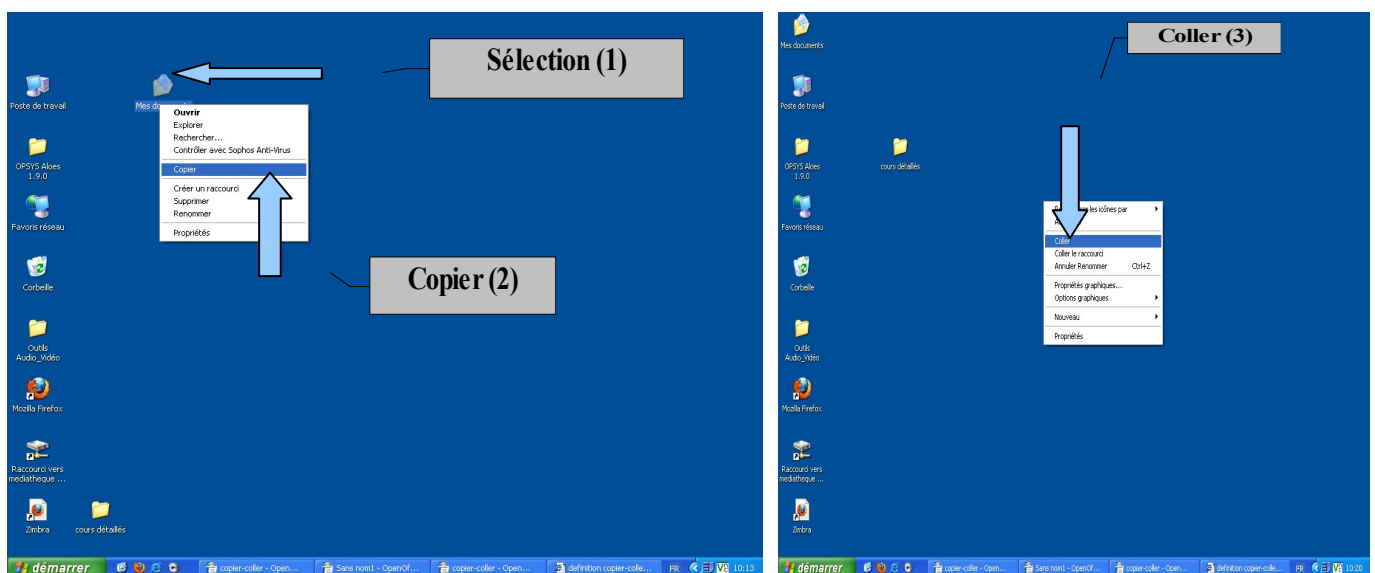 Sélection (1)
Poste de travail
Mes
Ouvrir
Explorer
Rechercher...
Contrôler avec Sophos Anti-Virus
Copier
Créer un raccourci
Supprimer
Renommer
Propriétés
OPSYS Aloes
1.9.0
Favoris réseau
Copier (2)
Corbeille
Outils
Audio_Vidéo
Mozilla Firefox
Raccourci vers
mediatheque ...
Zimbra
cours détaillés
démarrer
copier-coller - Open...
Sans nom1 - OpenOf...
copier-coller - Open...
definition copier-colle...
FR
10:13
Coller (3)
Mes documents
Poste de travail
OPSYS Aloes
1.9.0
cours détaillés
Favoris réseau
les icônes par
Coller
Coller le raccourci
Annuler Renommer Ctrl+Z
Propriétés graphiques...
Options graphiques
Nouveau
Propriétés
Corbeille
Outils
Audio_Vidéo
Mozilla Firefox
Raccourci vers
mediatheque ...
Zimbra
démarrer
copier-coller - Open...
Sans nom1 - OpenOf...
copier-coller - Open...
definition copier-colle...
FR
10:20